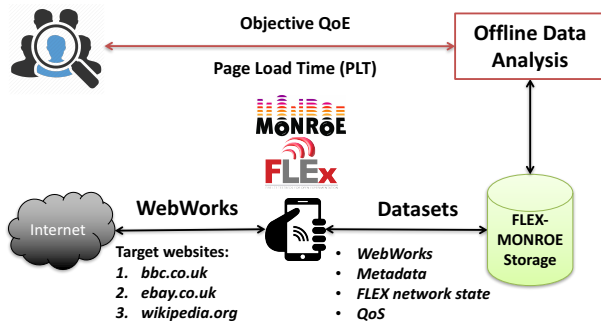 Objective QoE
Page Load Time (PLT)
Offline Data
Analysis
MONROE
FLEX
WebWorks
Datasets
Internet
Target websites:
1. bbc.co.uk
2. ebay.co.uk
3. wikipedia.org
• WebWorks
• Metadata
• FLEX network state
• QoS
FLEX-
MONROE
Storage